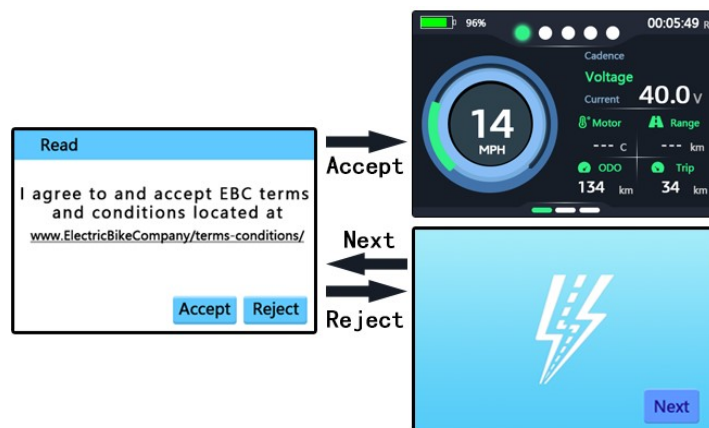 Read
I agree to and accept EBC terms
and conditions located at
www.ElectricBikeCompany/terms-conditions/
Accept Reject
Accept
Next
Reject
96% 00:05:49 R
Cadence
Voltage
Current 40.0 V
14
MPH
Motor Range
--- C --- km
ODO Trip
134 km 34 km
Next